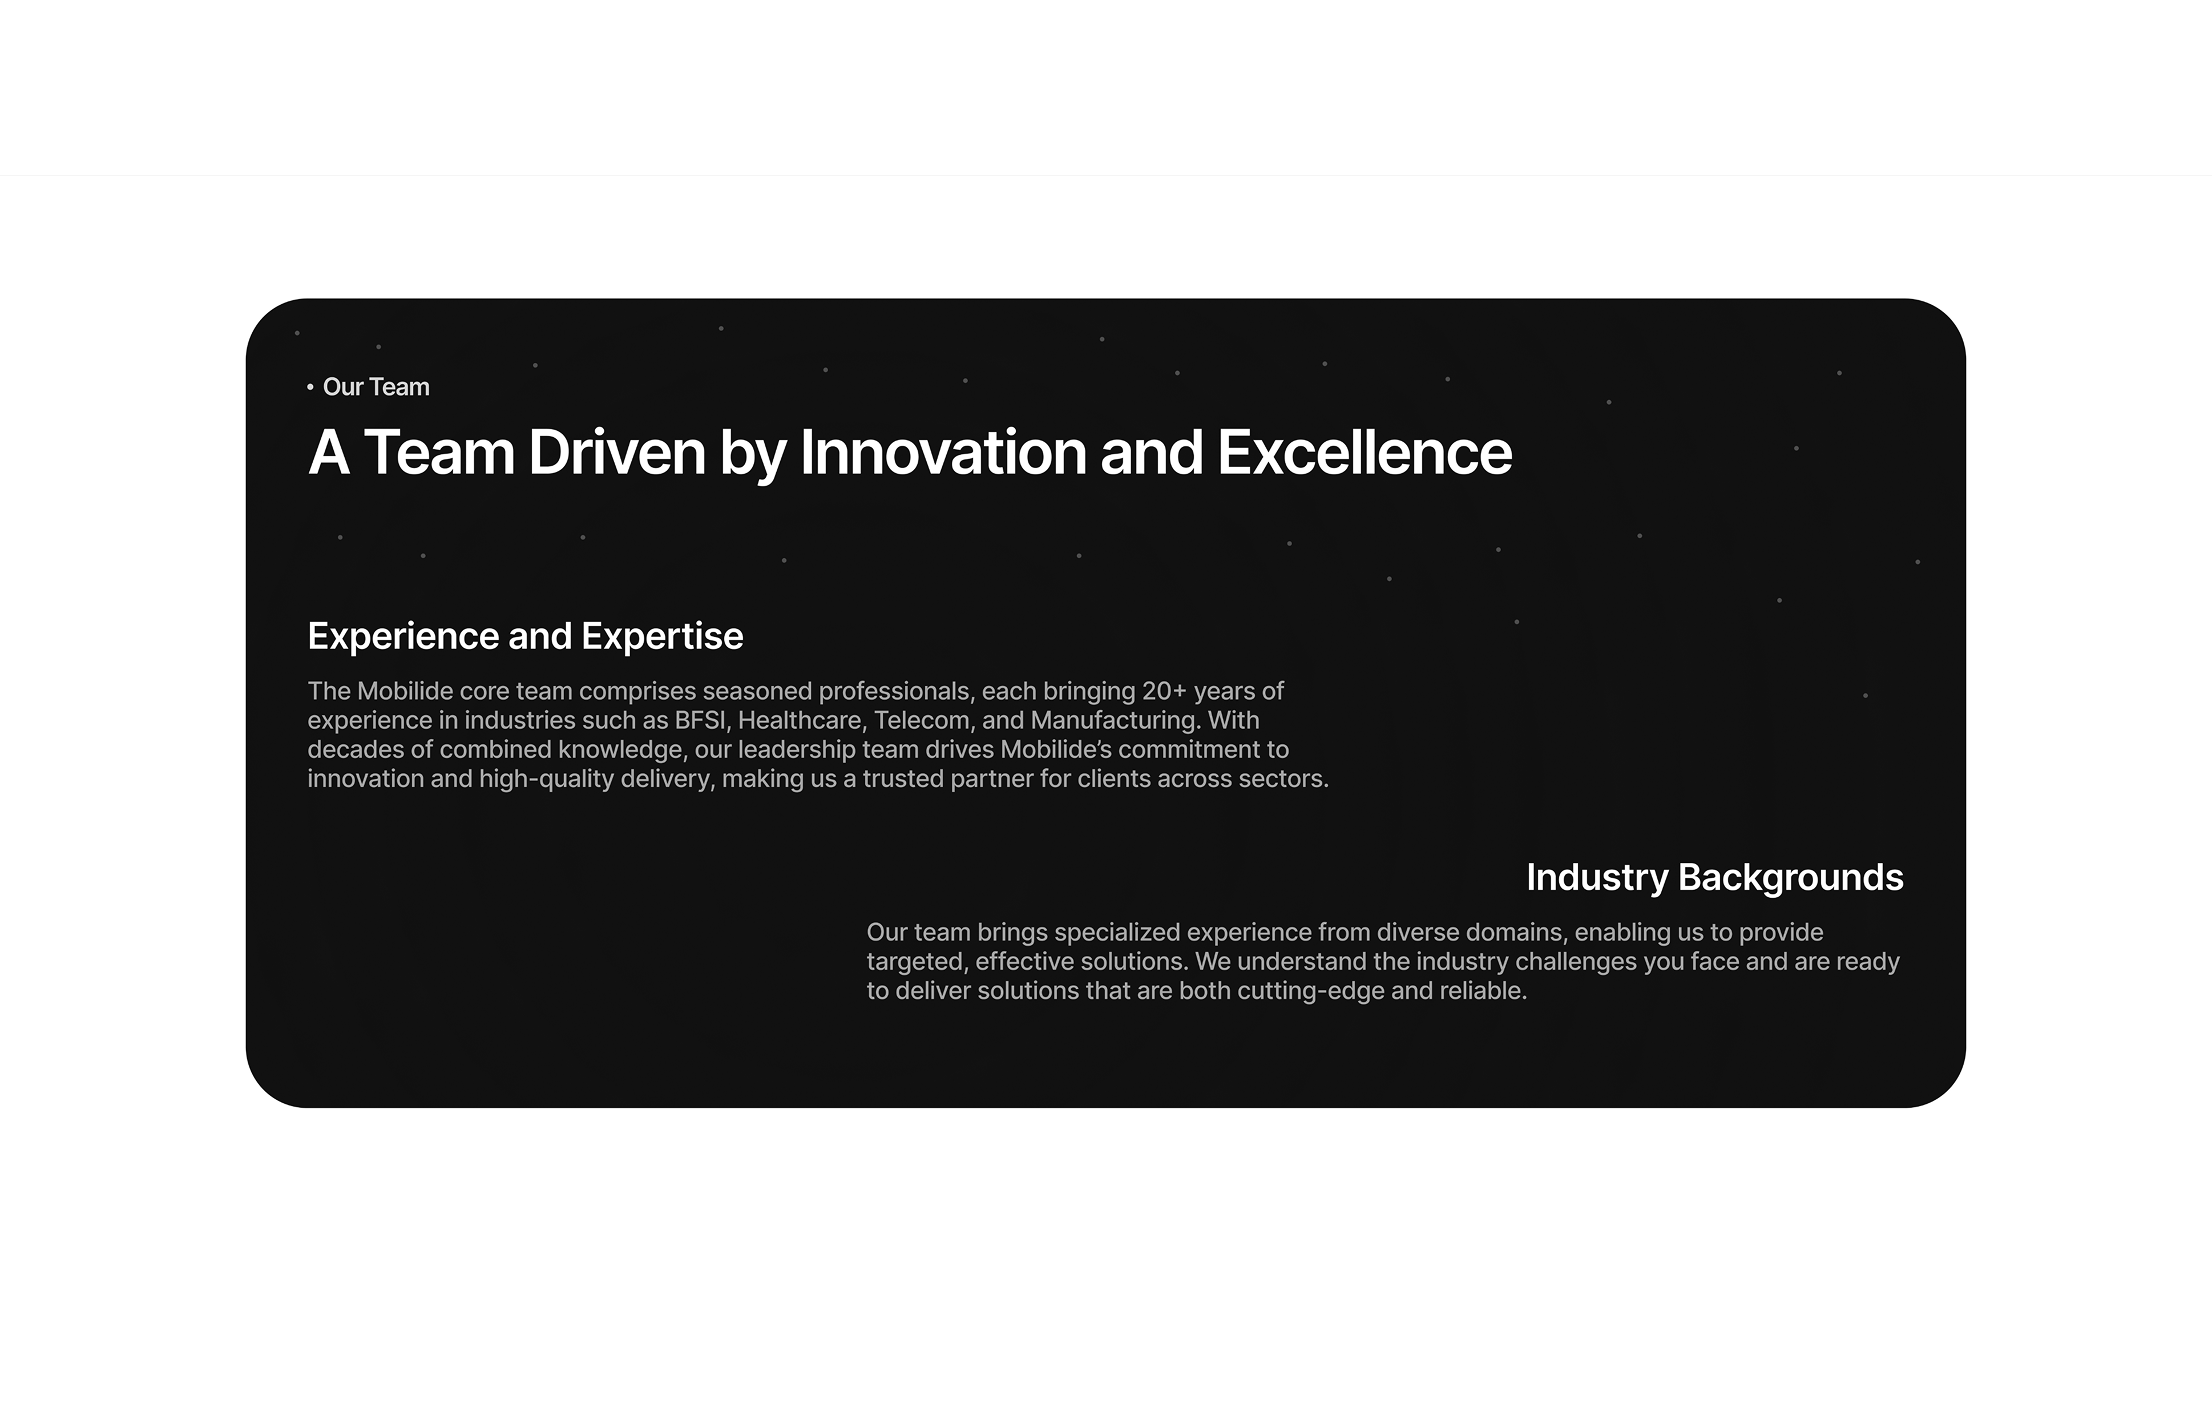 • Our Team
A Team Driven by Innovation and Excellence
Experience and Expertise
The Mobilide core team comprises seasoned professionals, each bringing 20+ years of
experience in industries such as BFSI, Healthcare, Telecom, and Manufacturing. With
decades of combined knowledge, our leadership team drives Mobilide’s commitment to
innovation and high-quality delivery, making us a trusted partner for clients across sectors.
Industry Backgrounds
Our team brings specialized experience from diverse domains, enabling us to provide
targeted, effective solutions. We understand the industry challenges you face and are ready
to deliver solutions that are both cutting-edge and reliable.